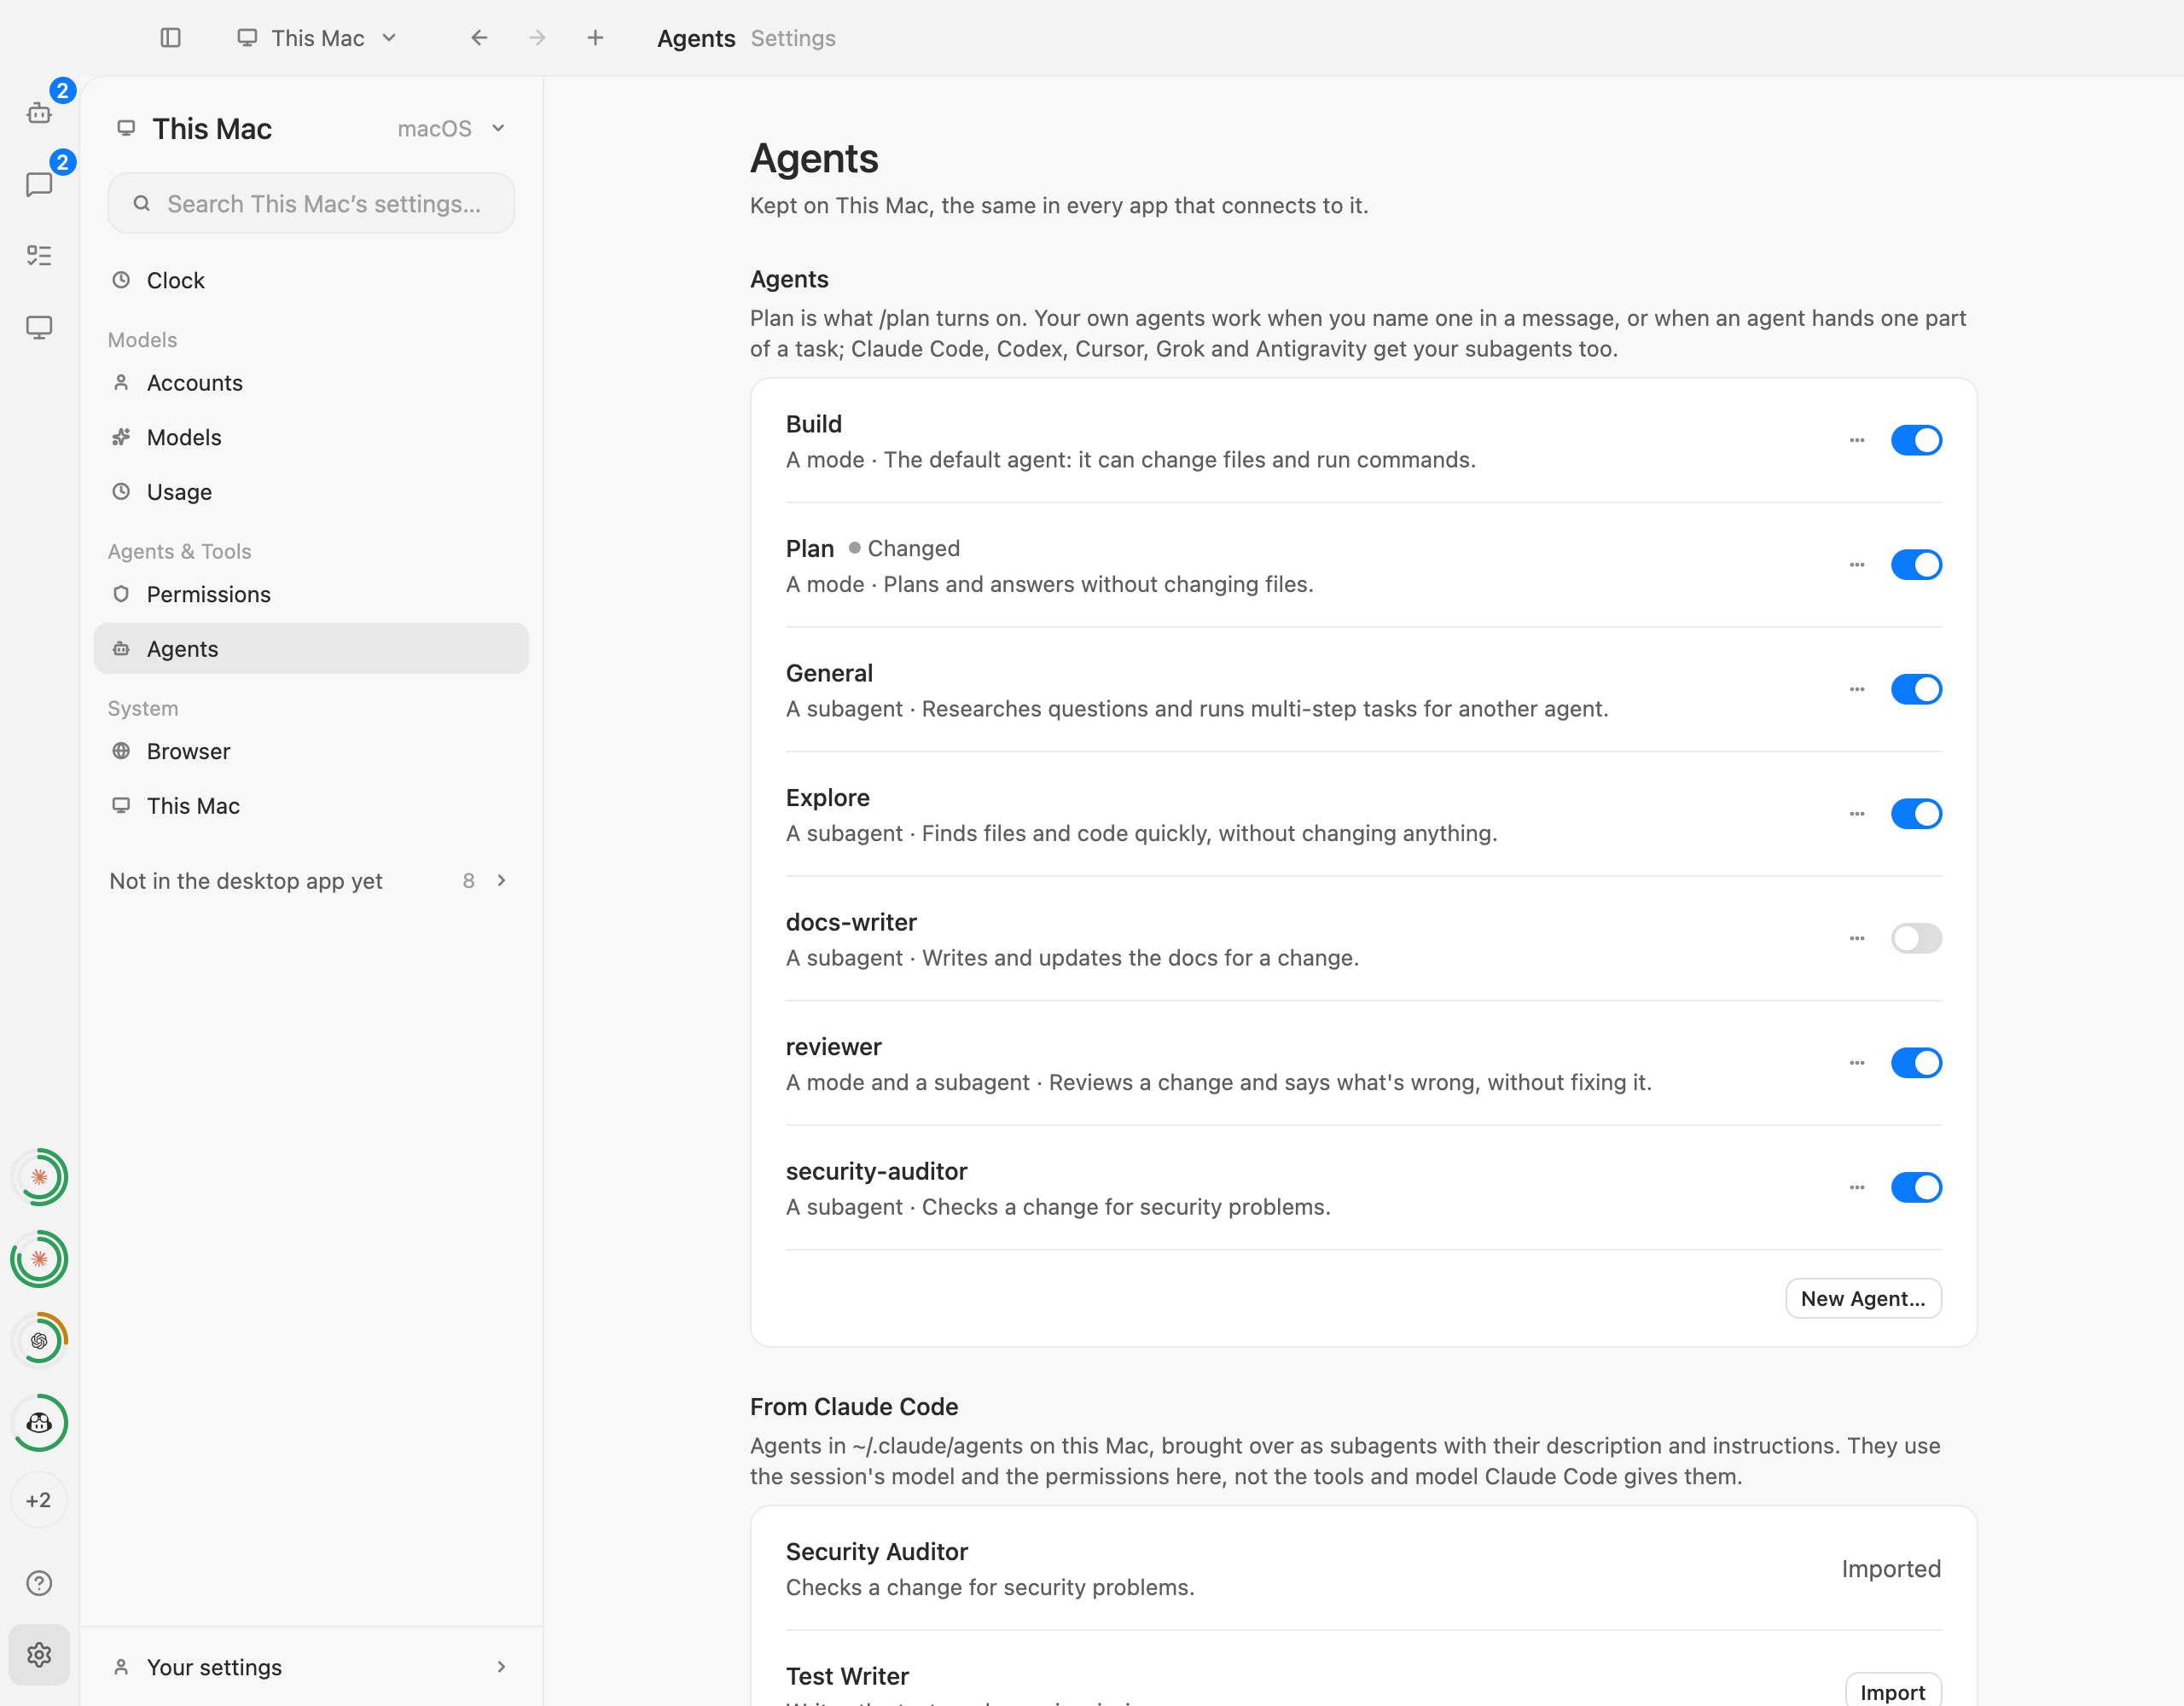 This Mac
Agents Settings
2
2
This Mac
macOS
Search This Mac’s settings...
Clock
Models
Accounts
Models
Usage
Agents & Tools
Permissions
Agents
System
Browser
This Mac
Not in the desktop app yet 8
+2
Your settings
Agents
Kept on This Mac, the same in every app that connects to it.
Agents
Plan is what /plan turns on. Your own agents work when you name one in a message, or when an agent hands one part
of a task; Claude Code, Codex, Cursor, Grok and Antigravity get your subagents too.
Build
A mode · The default agent: it can change files and run commands.
Plan Changed
A mode · Plans and answers without changing files.
General
A subagent · Researches questions and runs multi-step tasks for another agent.
Explore
A subagent · Finds files and code quickly, without changing anything.
docs-writer
A subagent · Writes and updates the docs for a change.
reviewer
A mode and a subagent · Reviews a change and says what's wrong, without fixing it.
security-auditor
A subagent · Checks a change for security problems.
New Agent...
From Claude Code
Agents in ~/.claude/agents on this Mac, brought over as subagents with their description and instructions. They use
the session's model and the permissions here, not the tools and model Claude Code gives them.
Security Auditor
Checks a change for security problems.
Imported
Test Writer
Import